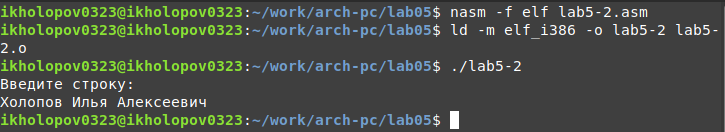 ikholopov0323@ikholopov0323:~/work/arch-pc/lab05$ nasm -f elf lab5-2.asm
ikholopov0323@ikholopov0323:~/work/arch-pc/lab05$ ld -m elf_i386 -o lab5-2 lab5-
2.o
ikholopov0323@ikholopov0323:~/work/arch-pc/lab05$ ./lab5-2
Введите строку:
Холопов Илья Алексеевич
ikholopov0323@ikholopov0323:~/work/arch-pc/lab05$